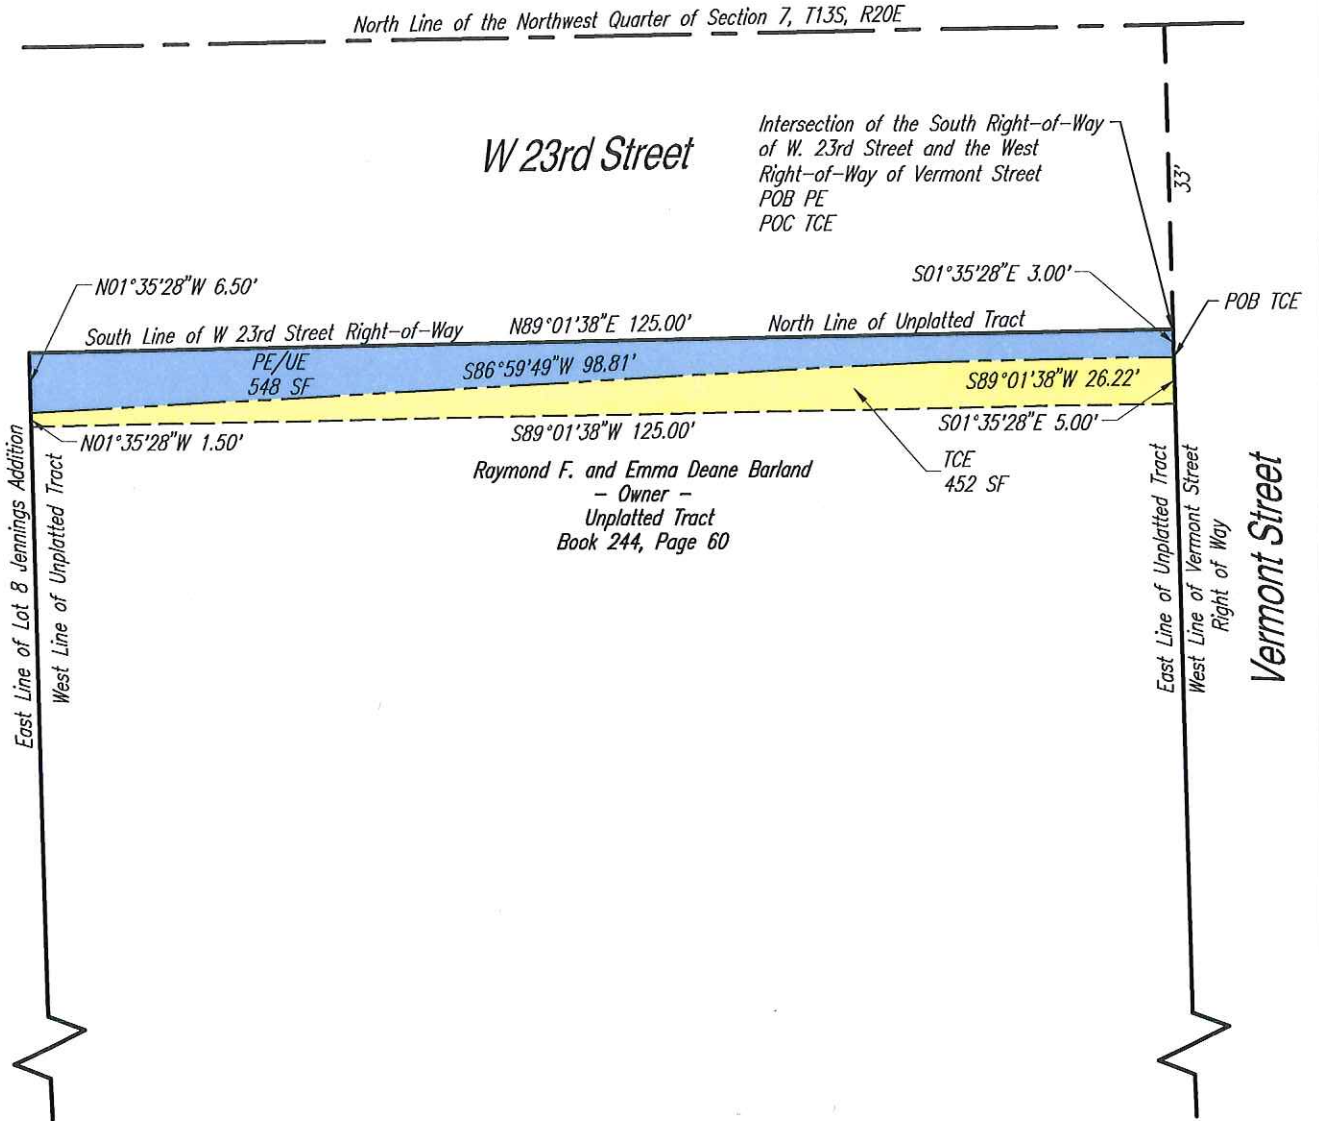 North Line of the Northwest Quarter of Section 7, T13S, R20E
W 23rd Street
Intersection of the South Right-of-Way
of W. 23rd Street and the West
Right-of-Way of Vermont Street
POB PE
POC TCE
33'
N01°35'28"W 6.50'
S01°35'28"E 3.00'
POB TCE
South Line of W 23rd Street Right-of-Way
N89°01'38"E 125.00'
North Line of Unplatted Tract
PE/UE
548 SF
S86°59'49"W 98.81'
S89°01'38"W 26.22'
N01°35'28"W 1.50'
S89°01'38"W 125.00'
S01°35'28"E 5.00'
TCE
452 SF
Raymond F. and Emma Deane Barland
- Owner -
Unplatted Tract
Book 244, Page 60
East Line of Lot 8 Jennings Addition
West Line of Unplatted Tract
East Line of Unplatted Tract
West Line of Vermont Street
Right of Way
Vermont Street